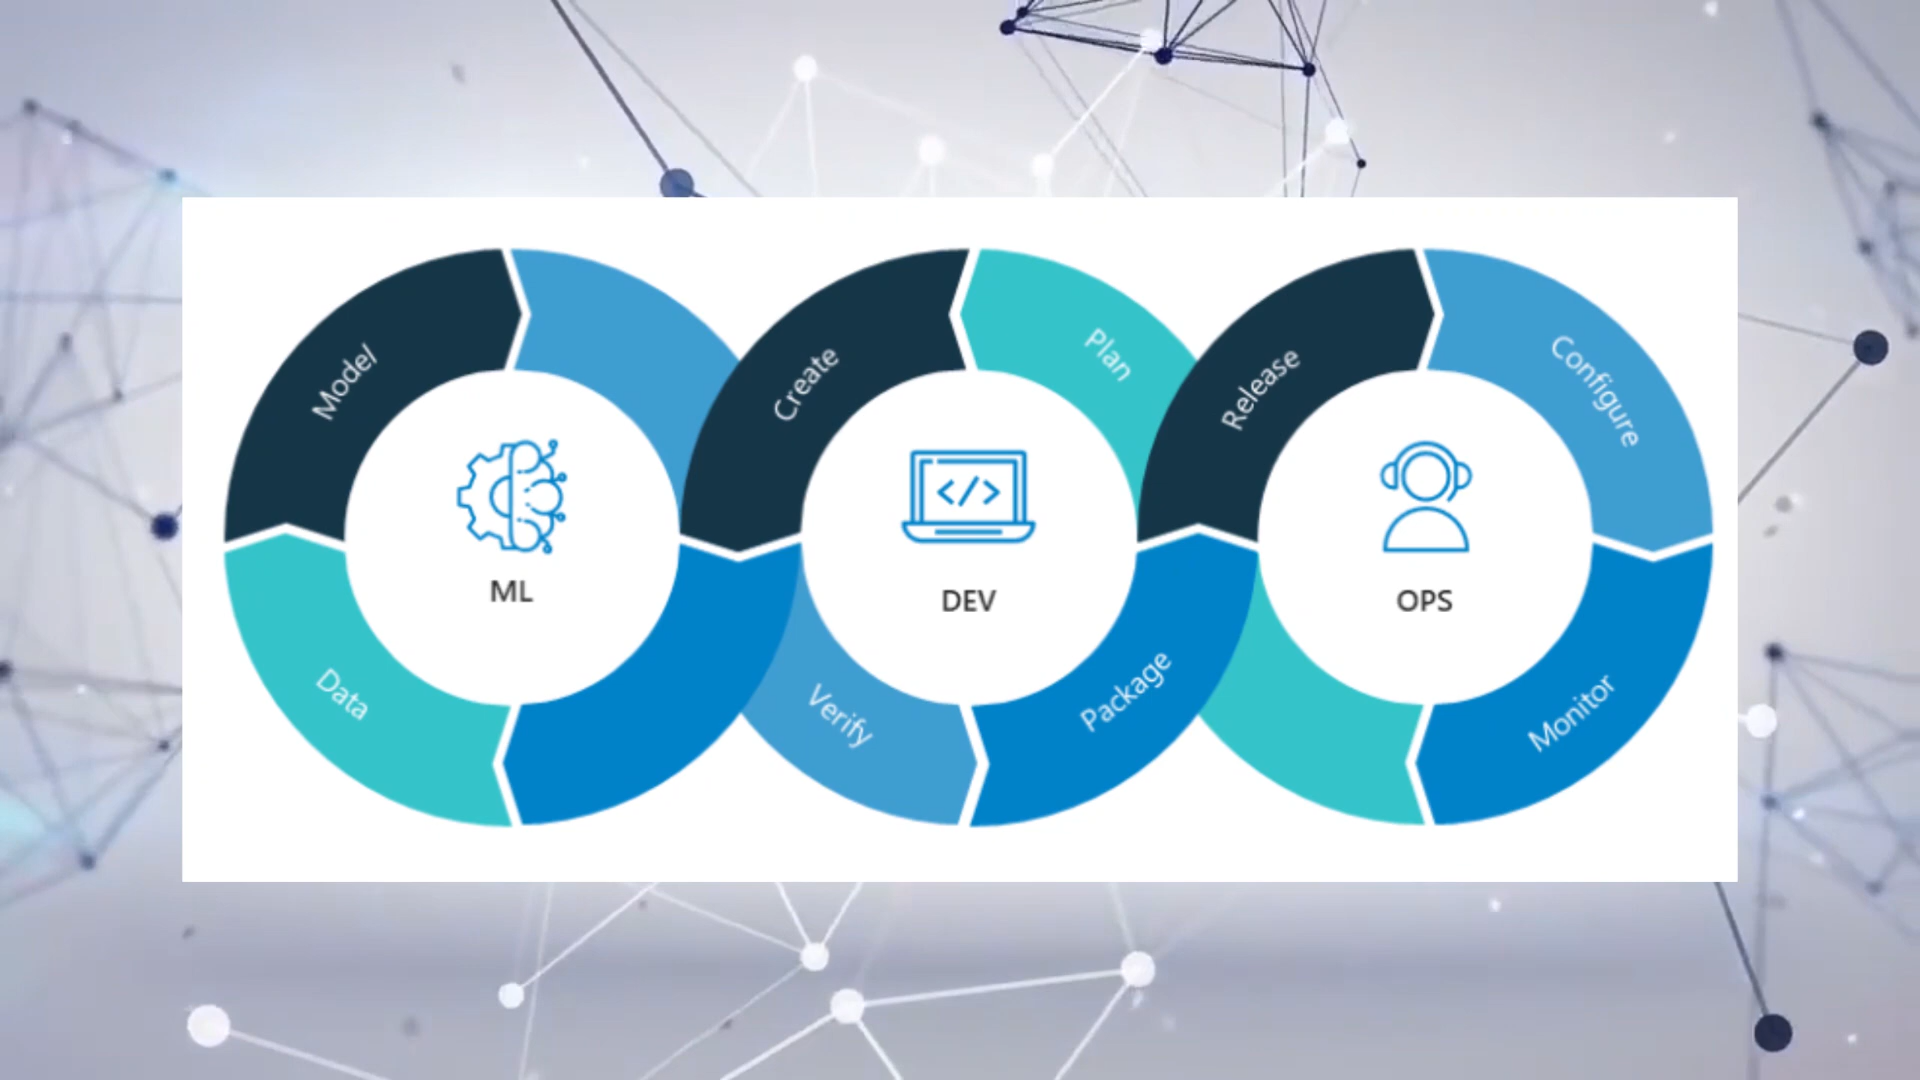 Model
Create
Plan
Release
Configure
</>
ML
DEV
OPS
Data
Verify
Package
Monitor